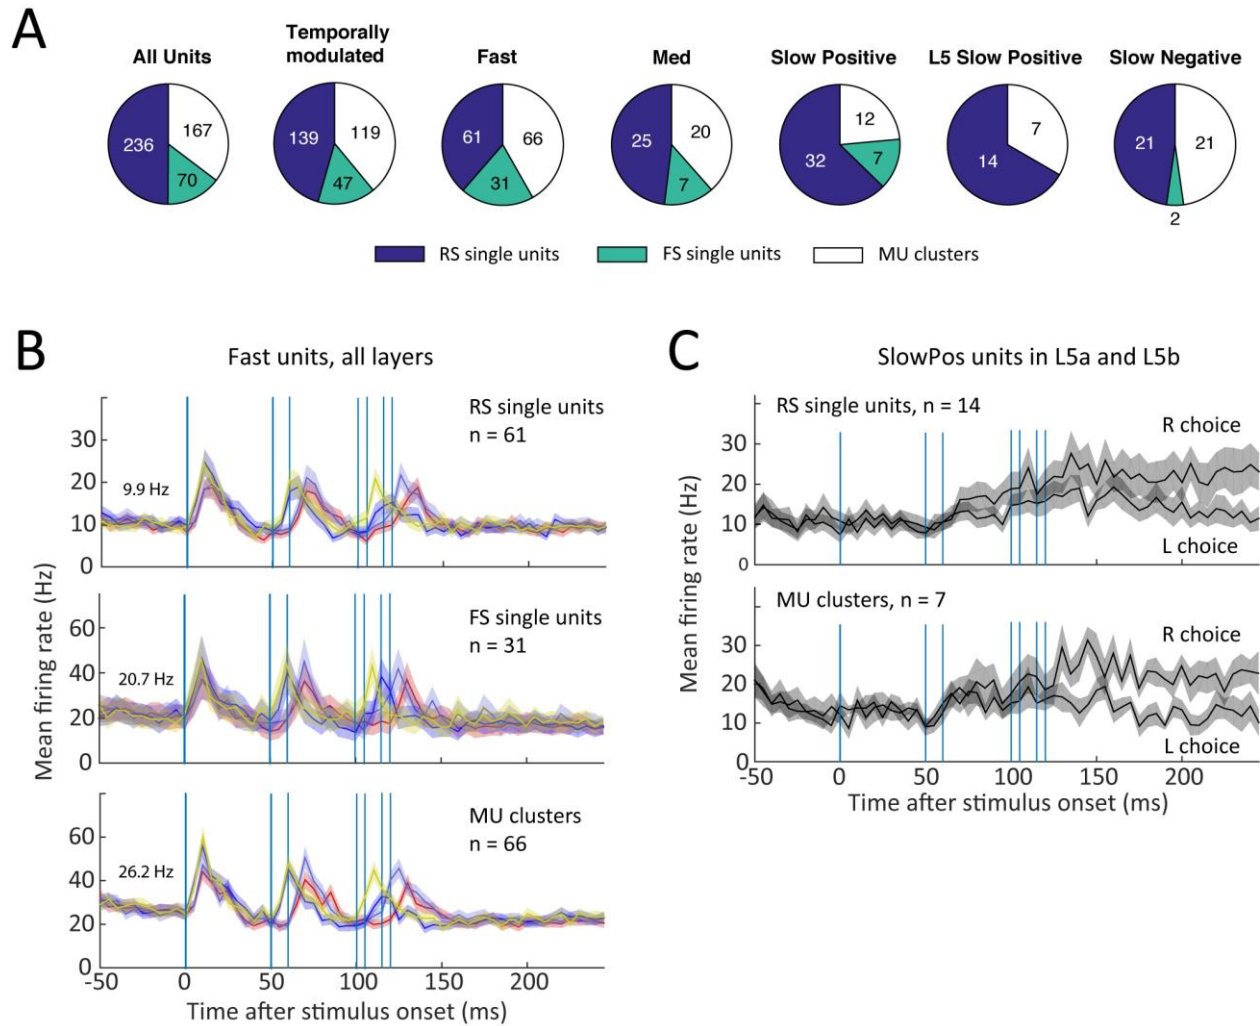 A
All Units
Temporally
modulated
Fast
Med
Slow Positive
L5 Slow Positive
Slow Negative
236
167
70
139
119
47
61
66
31
25
20
7
32
12
7
14
7
21
21
2
RS single units
FS single units
MU clusters
B
Fast units, all layers
Mean firing rate (Hz)
RS single units
n = 61
9.9 Hz
30
20
10
0
FS single units
n = 31
20.7 Hz
60
40
20
0
MU clusters
n = 66
26.2 Hz
60
40
20
0
-50 0 50 100 150 200
Time after stimulus onset (ms)
C
SlowPos units in L5a and L5b
Mean firing rate (Hz)
RS single units, n = 14
R choice
L choice
30
20
10
0
MU clusters, n = 7
R choice
L choice
30
20
10
0
-50 0 50 100 150 200
Time after stimulus onset (ms)